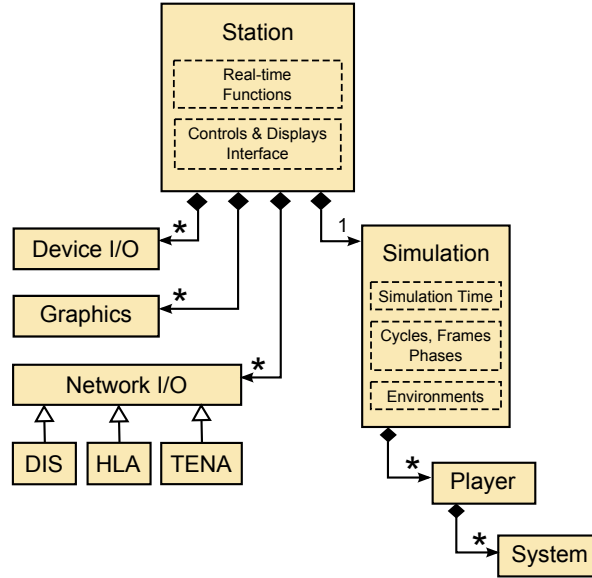 Station
Real-time
Functions
Controls & Displays
Interface
*
*
*
1
Device I/O
Graphics
Network I/O
DIS
HLA
TENA
Simulation
Simulation Time
Cycles, Frames
Phases
Environments
*
Player
*
System